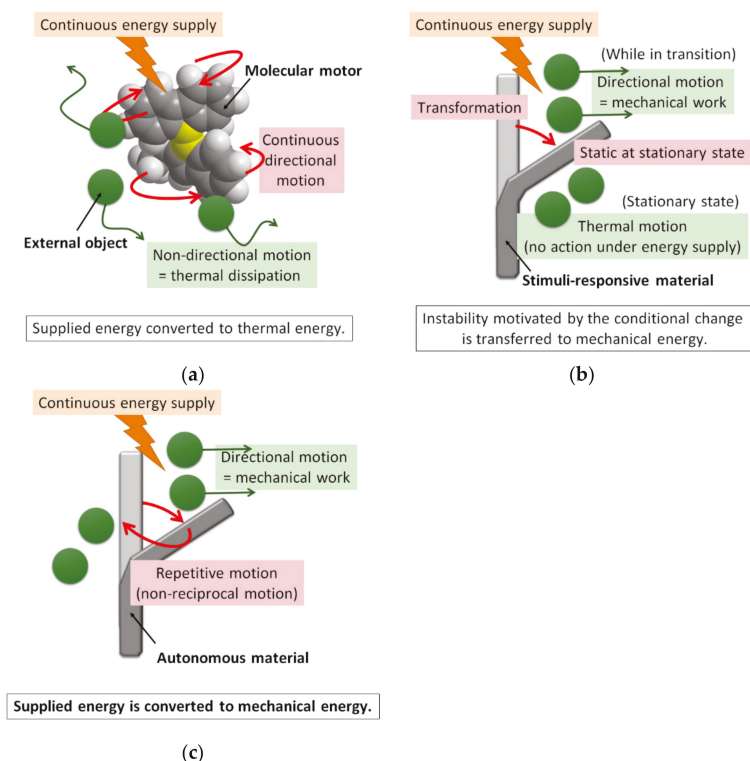 Continuous energy supply
Molecular motor
Continuous
directional
motion
External object
Non-directional motion
= thermal dissipation
Supplied energy converted to thermal energy.
(a)
Continuous energy supply
(While in transition)
Directional motion
= mechanical work
Transformation
Static at stationary state
(Stationary state)
Thermal motion
(no action under energy supply)
Stimuli-responsive material
Instability motivated by the conditional change
is transferred to mechanical energy.
(b)
Continuous energy supply
Directional motion
= mechanical work
Repetitive motion
(non-reciprocal motion)
Autonomous material
Supplied energy is converted to mechanical energy.
(c)